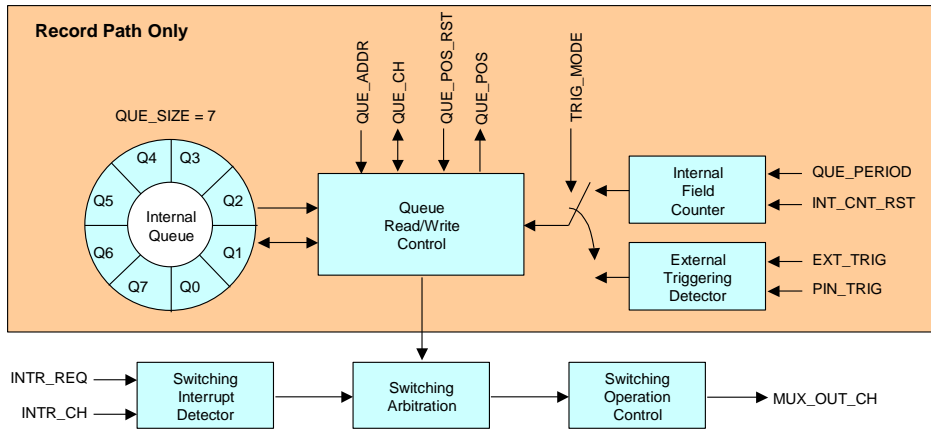 Record Path Only
QUE_ADDR
QUE_CH
QUE_POS_RST
QUE_POS
TRIG_MODE
QUE_SIZE = 7
Q4
Q3
Q5
Q2
Internal
Queue
Q6
Q1
Q7
Q0
Queue
Read/Write
Control
Internal
Field
Counter
QUE_PERIOD
INT_CNT_RST
External
Triggering
Detector
EXT_TRIG
PIN_TRIG
INTR_REQ
INTR_CH
Switching
Interrupt
Detector
Switching
Arbitration
Switching
Operation
Control
MUX_OUT_CH